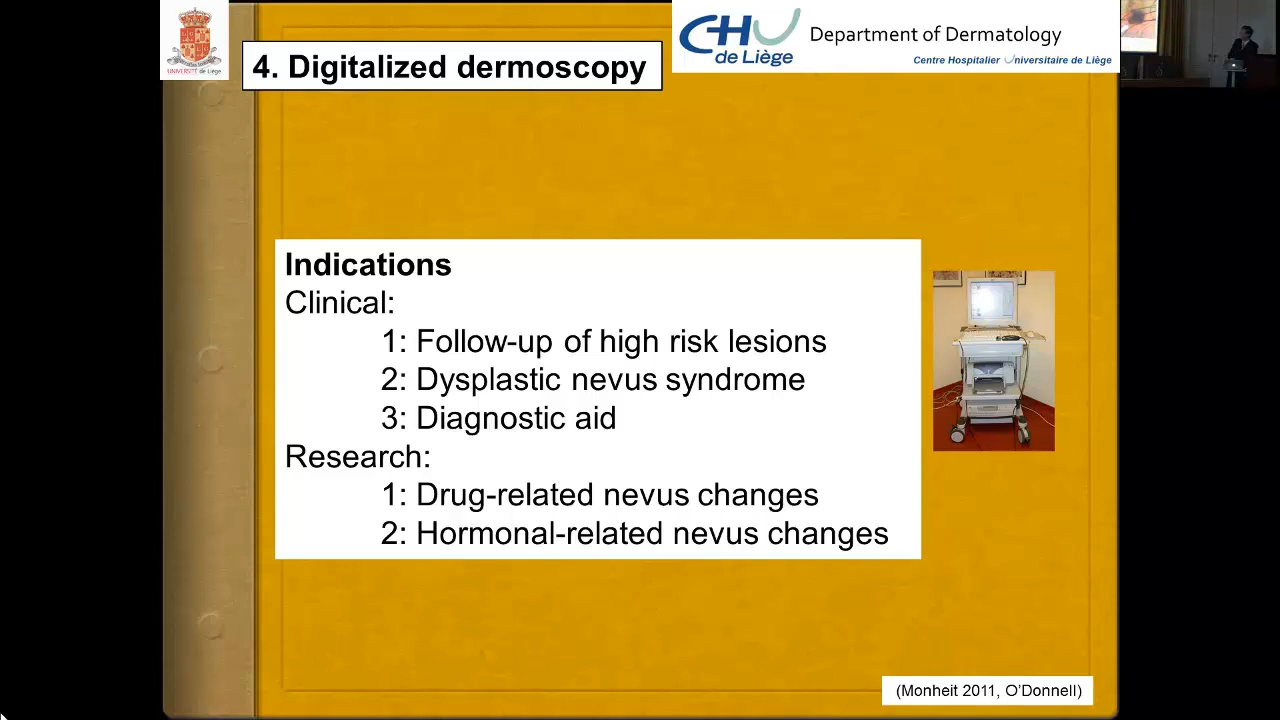 UNIVERSITÉ de Liège
4. Digitalized dermoscopy
CHU
de Liège
Department of Dermatology
Centre Hospitalier Universitaire de Liège
Indications
Clinical:
1: Follow-up of high risk lesions
2: Dysplastic nevus syndrome
3: Diagnostic aid
Research:
1: Drug-related nevus changes
2: Hormonal-related nevus changes
(Monheit 2011, O’Donnell)